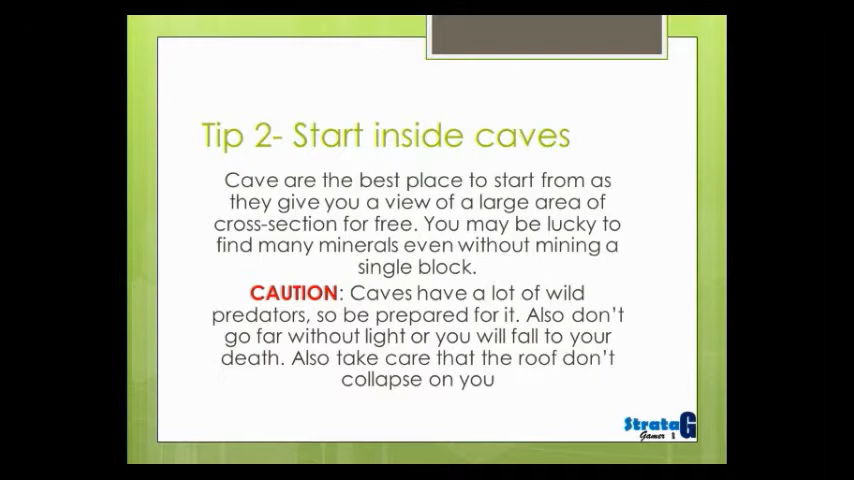 Tip 2- Start inside caves
Cave are the best place to start from as
they give you a view of a large area of
cross-section for free. You may be lucky to
find many minerals even without mining a
single block.
CAUTION: Caves have a lot of wild
predators, so be prepared for it. Also don't
go far without light or you will fall to your
death. Also take care that the roof don't
collapse on you
StrataG
Gamer 1